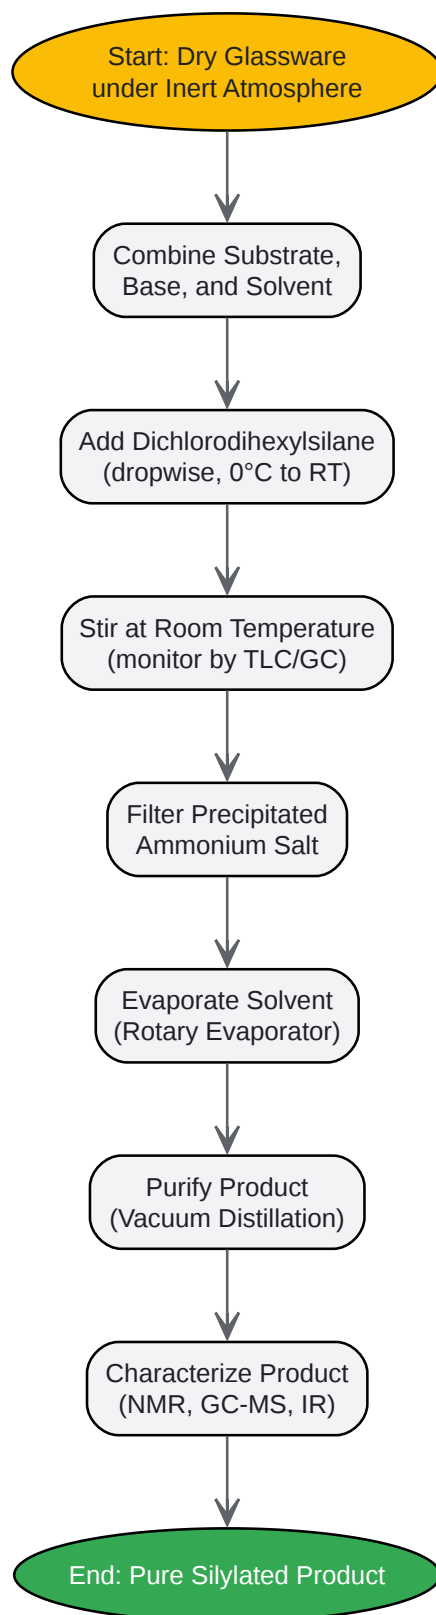 Start: Dry Glassware
under Inert Atmosphere
Combine Substrate,
Base, and Solvent
Add Dichlorodihexylsilane
(dropwise, 0°C to RT)
Stir at Room Temperature
(monitor by TLC/GC)
Filter Precipitated
Ammonium Salt
Evaporate Solvent
(Rotary Evaporator)
Purify Product
(Vacuum Distillation)
Characterize Product
(NMR, GC-MS, IR)
End: Pure Silylated Product